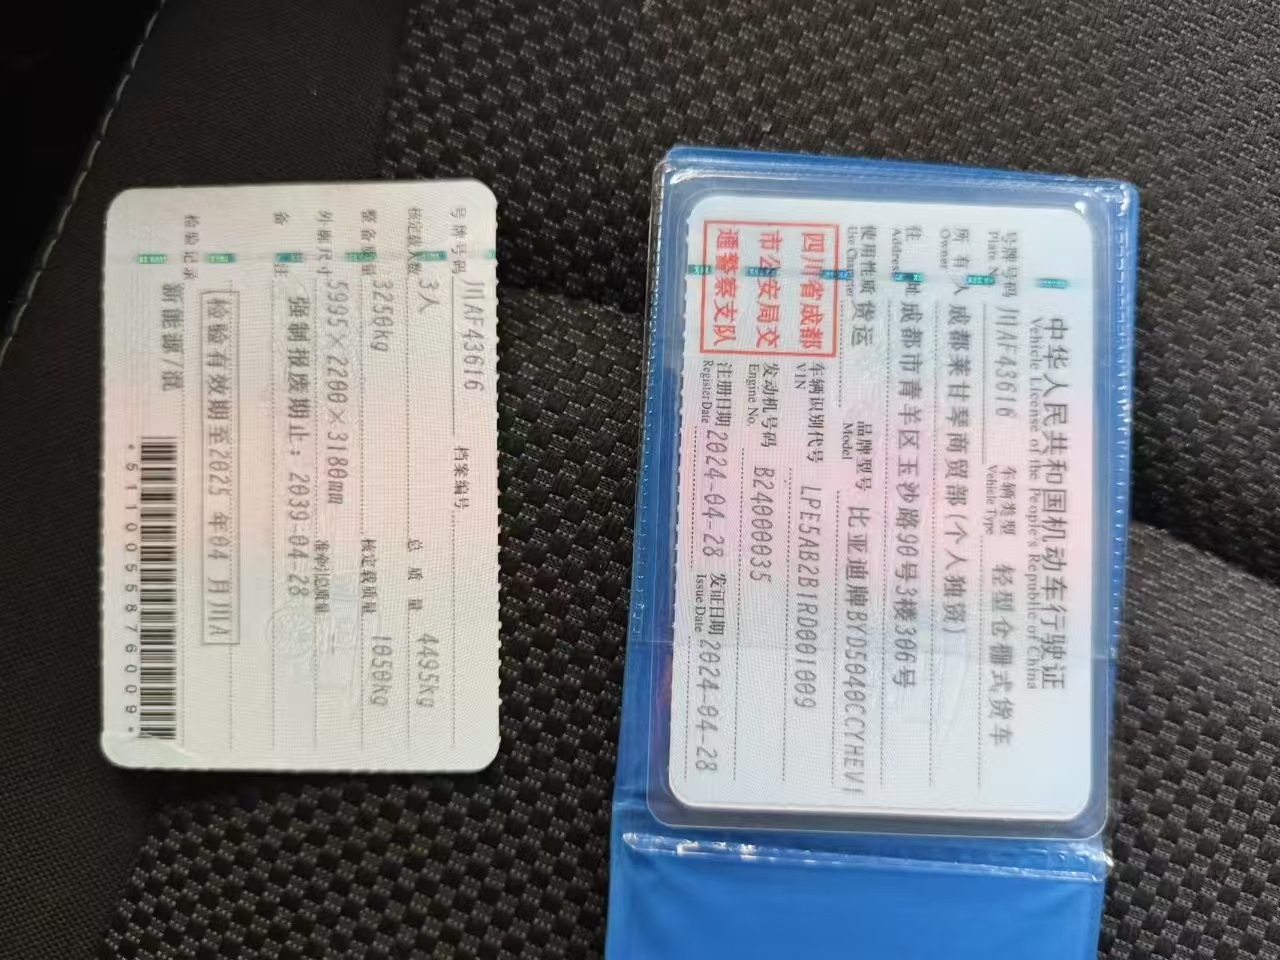 中华人民共和国机动车行驶证
Vehicle License of the People's Republic of China
号牌号码 川AF43616 车辆类型 轻型仓栅式货车
Plate No. Vehicle Type
所有人 成都莱甘琴商贸部(个人独资)
Owner
住址 成都市青羊区玉沙路90号3楼306号
Address
使用性质 货运 品牌型号 比亚迪牌BYD5040CCYHEV1
Use Character Model
四川省成都
市公安局交
通警察支队
车辆识别代号 LPE5AB2B1RD001009
VIN
发动机号码 B24000035
Engine No.
注册日期 2024-04-28 发证日期 2024-04-28
Register Date Issue Date
号牌号码 川AF43616 档案编号
核定载人数 3人 总质量 4495kg
整备质量 3250kg 核定载质量 1050kg
外廓尺寸 5995×2200×3180mm 准牵引总质量
备注 强制报废期止：2039-04-28
检验有效期至2025年04月川A
检验记录
新能源/混
*5110055876009*